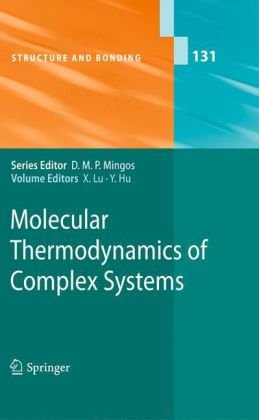 STRUCTURE AND BONDING 131
Series Editor D. M. P. Mingos
Volume Editors X. Lu · Y. Hu
Molecular
Thermodynamics of
Complex Systems
Springer